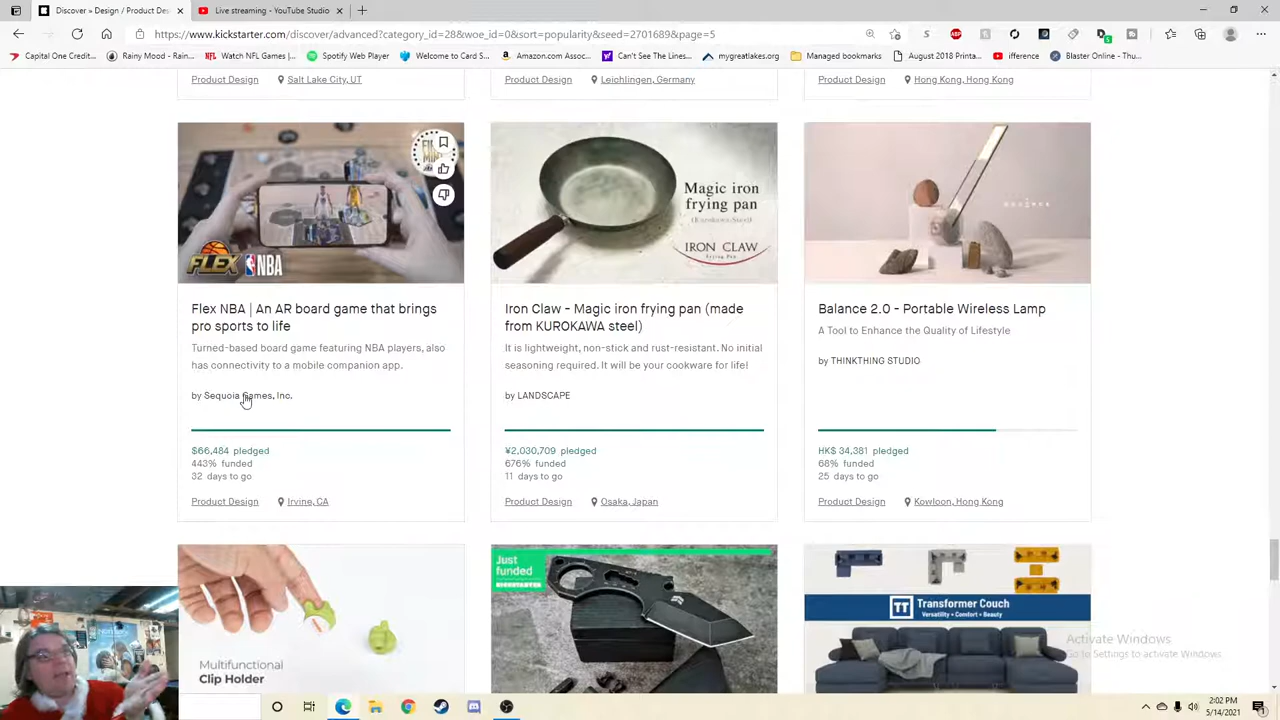 Discover » Design / Product Des
Live streaming - YouTube Studio
https://www.kickstarter.com/discover/advanced?category_id=28&woe_id=0&sort=popularity&seed=2701689&page=5
Capital One Credit...
Rainy Mood - Rain...
Watch NFL Games |...
Spotify Web Player
Welcome to Card S...
Amazon.com Associ...
Can't See The Lines...
mygreatlakes.org
Managed bookmarks
August 2018 Printa...
ifference
Blaster Online - Thu...
Product Design Salt Lake City, UT
Product Design Leichlingen, Germany
Product Design Hong Kong, Hong Kong
FLEX NBA
Magic iron
frying pan
IRON CLAW
frying pan
Flex NBA | An AR board game that brings
pro sports to life
Turned-based board game featuring NBA players, also
has connectivity to a mobile companion app.
by Sequoia Games, Inc.
$66,484 pledged
443% funded
32 days to go
Product Design Irvine, CA
Iron Claw - Magic iron frying pan (made
from KUROKAWA steel)
It is lightweight, non-stick and rust-resistant. No initial
seasoning required. It will be your cookware for life!
by LANDSCAPE
¥2,030,709 pledged
676% funded
11 days to go
Product Design Osaka, Japan
Balance 2.0 - Portable Wireless Lamp
A Tool to Enhance the Quality of Lifestyle
by THINKTHING STUDIO
HK$ 34,381 pledged
68% funded
25 days to go
Product Design Kowloon, Hong Kong
Multifunctional
Clip Holder
Just
funded
KICKSTARTER
TT Transformer Couch
Versatility • Comfort • Beauty
Activate Windows
Go to Settings to activate Windows.
2:02 PM
5/14/2021